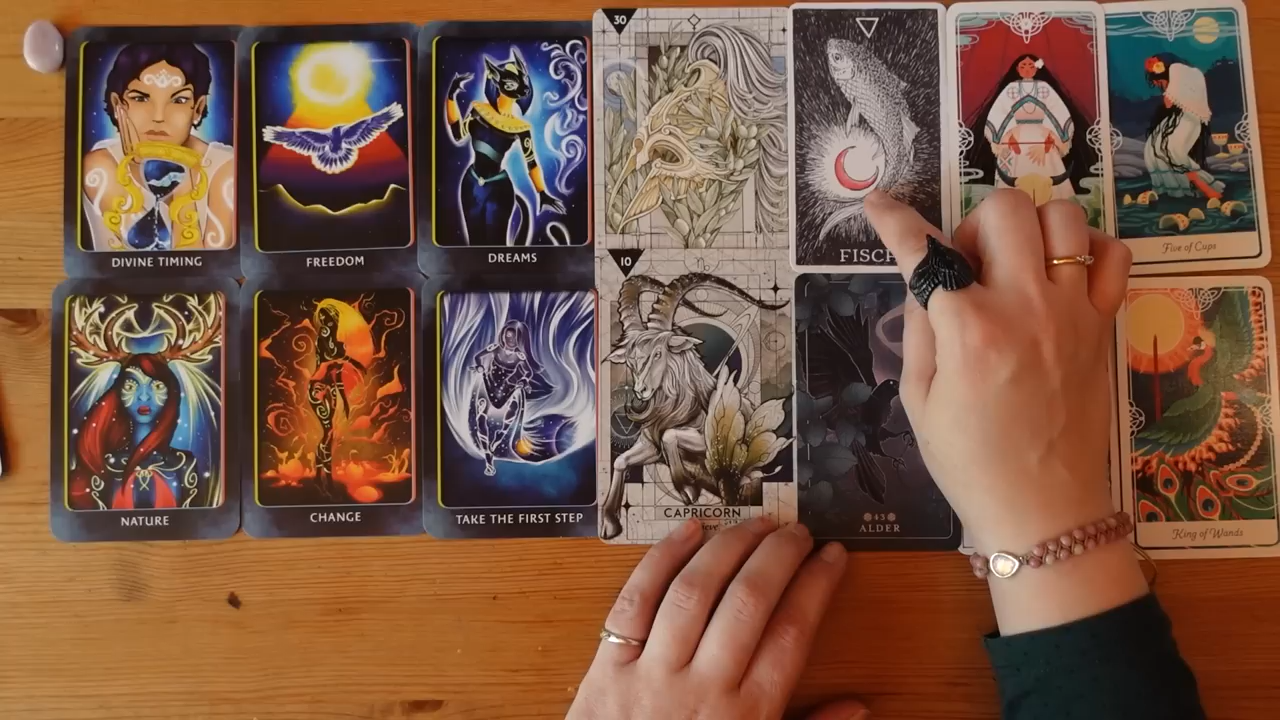 DIVINE TIMING
FREEDOM
DREAMS
30
FISCH
Five of Cups
NATURE
CHANGE
TAKE THE FIRST STEP
10
CAPRICORN
43
ALDER
King of Wands